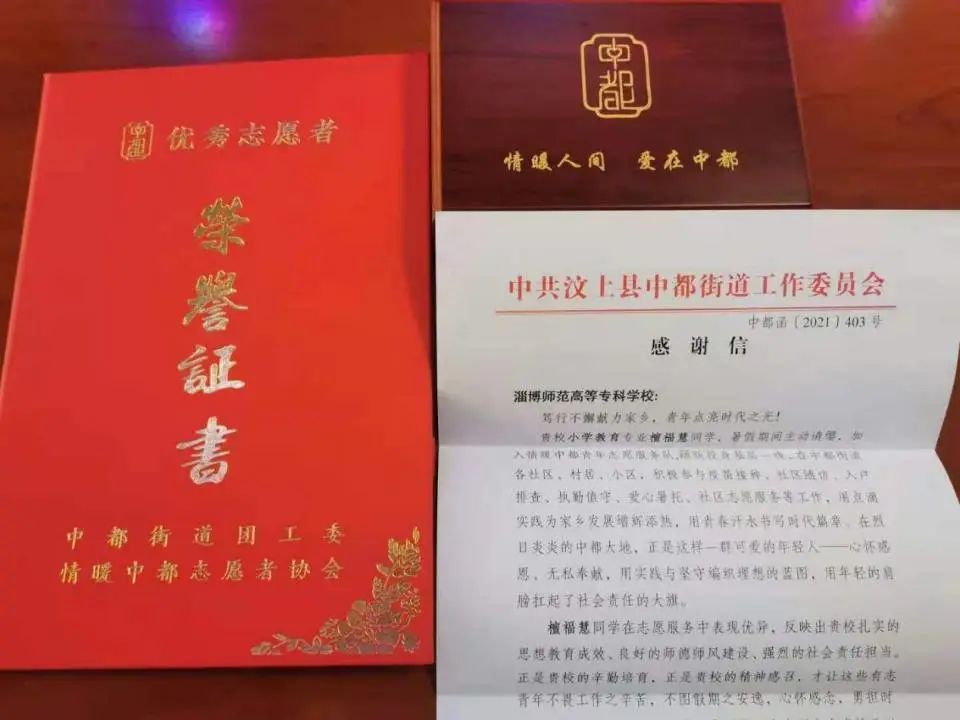 中都 优秀志愿者
荣誉証書
中都街道团工委
情暖中都志愿者协会
中都
情暖人间 爱在中都
中共汶上县中都街道工作委员会
中都函〔2021〕403号
感谢信
淄博师范高等专科学校:
笃行不懈献力家乡,青年点亮时代之光!
贵校小学教育专业檀福慧同学,暑假期间主动请缨,加
入情暖中都青年志愿服务队,投身基层一线,在中都街道
各社区、村居、小区,积极参与疫苗接种、社区随访、入户
排查、执勤值守、爱心暑托、社区志愿服务等工作,用点滴
实践为家乡发展增辉添热,用青春汗水书写时代篇章。在烈
日炎炎的中都大地,正是这样一群可爱的年轻人——心怀感
恩、无私奉献,用实践与坚守编织理想的蓝图,用年轻的肩
膀扛起了社会责任的大旗。
檀福慧同学在志愿服务中表现优异,反映出贵校扎实的
思想教育成效、良好的师德师风建设、强烈的社会责任担当。
正是贵校的辛勤培育,正是贵校的精神感召,才让这些有志
青年不畏工作之辛苦,不图假期之安逸,心怀感念,勇担时